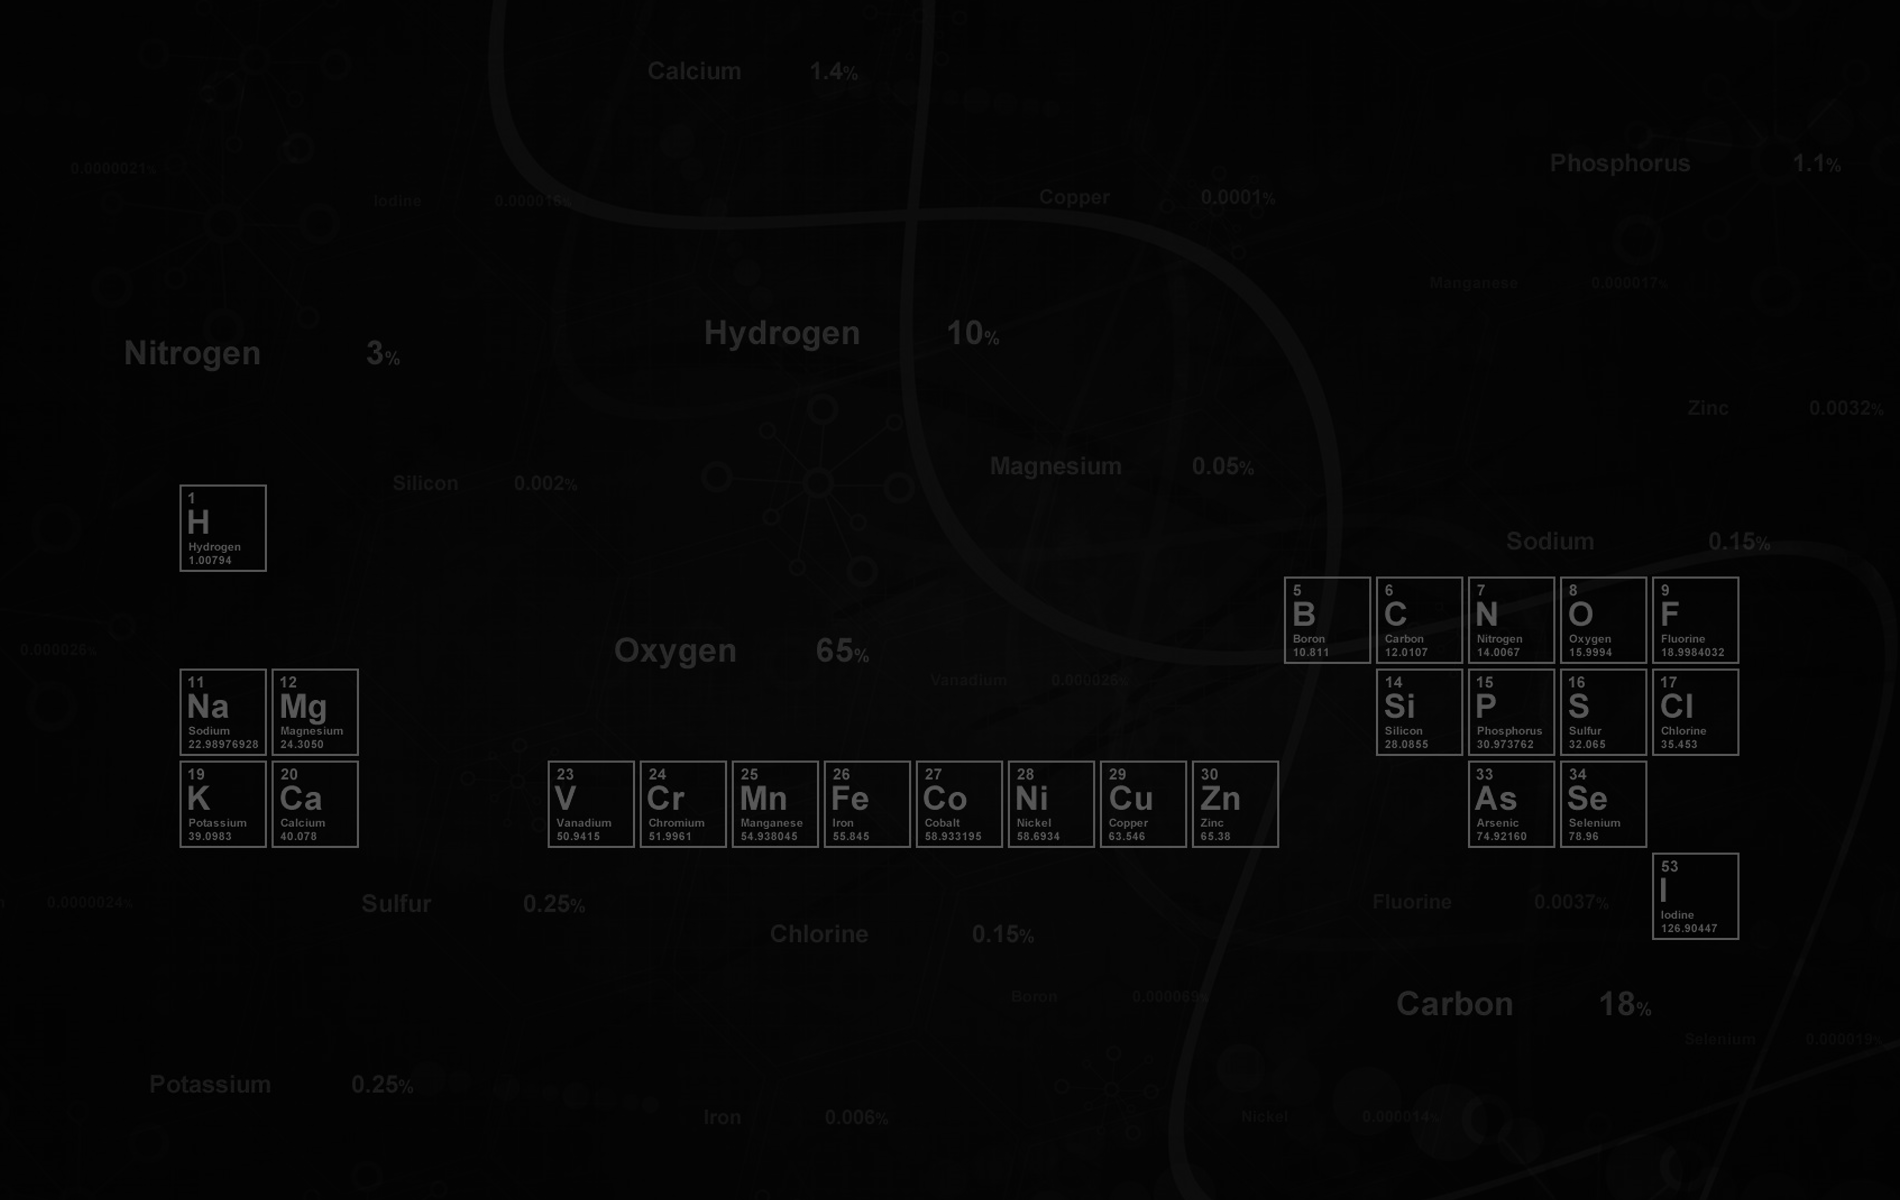 Calcium 1.4%
Phosphorus 1.1%
0.0000021%
Iodine 0.000016%
Copper 0.0001%
Manganese 0.000017%
Hydrogen 10%
Nitrogen 3%
Zinc 0.0032%
Magnesium 0.05%
Silicon 0.002%
Sodium 0.15%
1
H
Hydrogen
1.00794
Oxygen 65%
0.000025%
Vanadium 0.000026%
5
B
Boron
10.811
6
C
Carbon
12.0107
7
N
Nitrogen
14.0067
8
O
Oxygen
15.9994
9
F
Fluorine
18.9984032
11
Na
Sodium
22.98976928
12
Mg
Magnesium
24.3050
14
Si
Silicon
28.0855
15
P
Phosphorus
30.973762
16
S
Sulfur
32.065
17
Cl
Chlorine
35.453
19
K
Potassium
39.0983
20
Ca
Calcium
40.078
23
V
Vanadium
50.9415
24
Cr
Chromium
51.9961
25
Mn
Manganese
54.938045
26
Fe
Iron
55.845
27
Co
Cobalt
58.933195
28
Ni
Nickel
58.6934
29
Cu
Copper
63.546
30
Zn
Zinc
65.38
33
As
Arsenic
74.92160
34
Se
Selenium
78.96
53
I
Iodine
126.90447
0.0000024%
Sulfur 0.25%
Fluorine 0.0037%
Chlorine 0.15%
Boron 0.000069%
Carbon 18%
Selenium 0.000019%
Potassium 0.25%
Iron 0.006%
Nickel 0.000014%